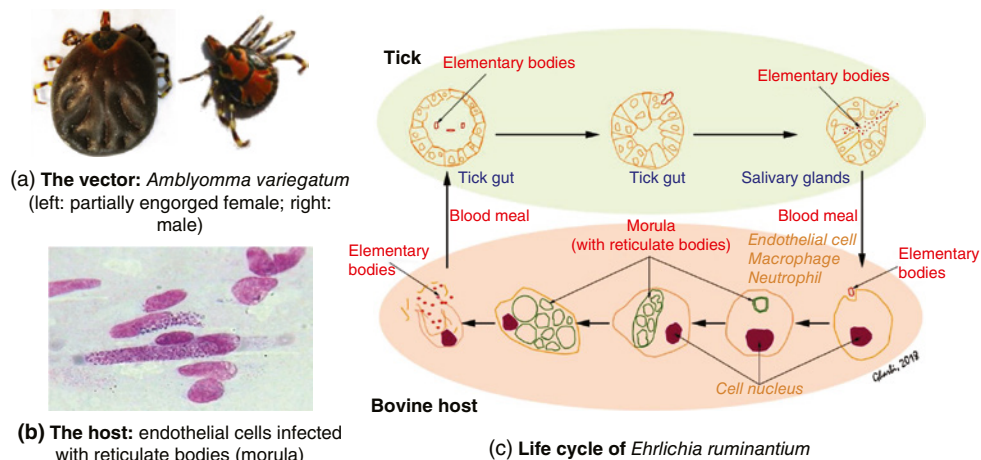 (a) The vector: Amblyomma variegatum
(left: partially engorged female; right:
male)
(b) The host: endothelial cells infected
with reticulate bodies (morula)
Tick
Elementary bodies
Elementary bodies
Tick gut
Tick gut
Salivary glands
Blood meal
Blood meal
Morula
(with reticulate bodies)
Endothelial cell
Macrophage
Neutrophil
Elementary
bodies
Elementary
bodies
Cell nucleus
Gharbi, 2018
Bovine host
(c) Life cycle of Ehrlichia ruminantium